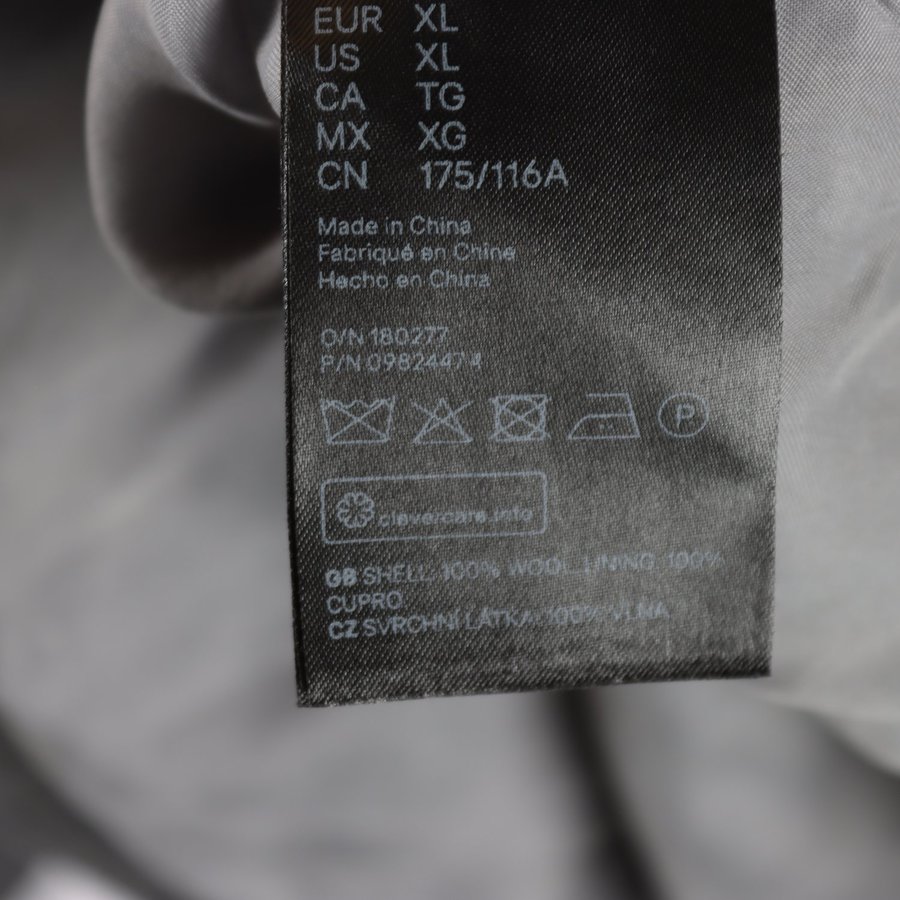 EUR XL
US XL
CA TG
MX XG
CN 175/116A
Made in China
Fabriqué en Chine
Hecho en China
O/N 180277
P/N 0982447 4
P
clevercare.info
GB SHELL: 100% WOOL. LINING: 100%
CUPRO
CZ SVRCHNÍ LÁTKA: 100% VLNA.